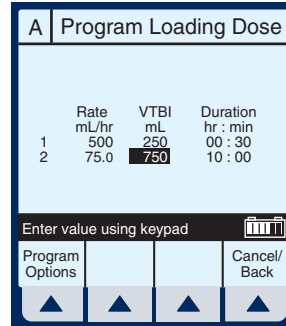 A Program Loading Dose
Rate VTBI Duration
mL/hr mL hr : min
1 500 250 00 : 30
2 75.0 750 10 : 00
Enter value using keypad
Program Options Cancel/ Back